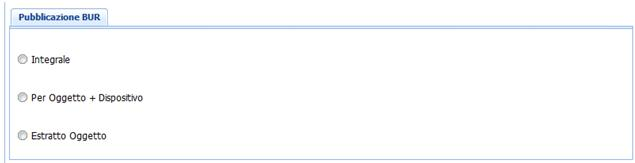 Pubblicazione BUR
Integrale
Per Oggetto + Dispositivo
Estratto Oggetto